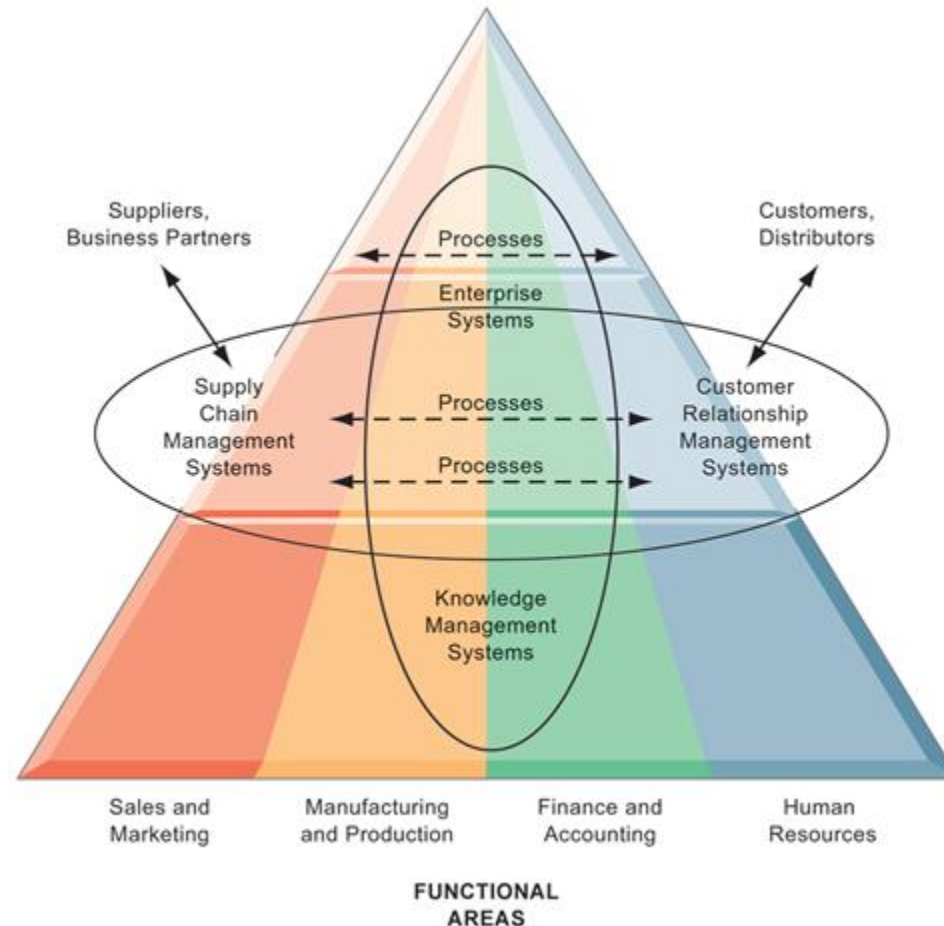 Suppliers,
Business Partners
Customers,
Distributors
Processes
Enterprise
Systems
Supply
Chain
Management
Systems
Processes
Processes
Customer
Relationship
Management
Systems
Knowledge
Management
Systems
Sales and
Marketing
Manufacturing
and Production
Finance and
Accounting
Human
Resources
FUNCTIONAL
AREAS